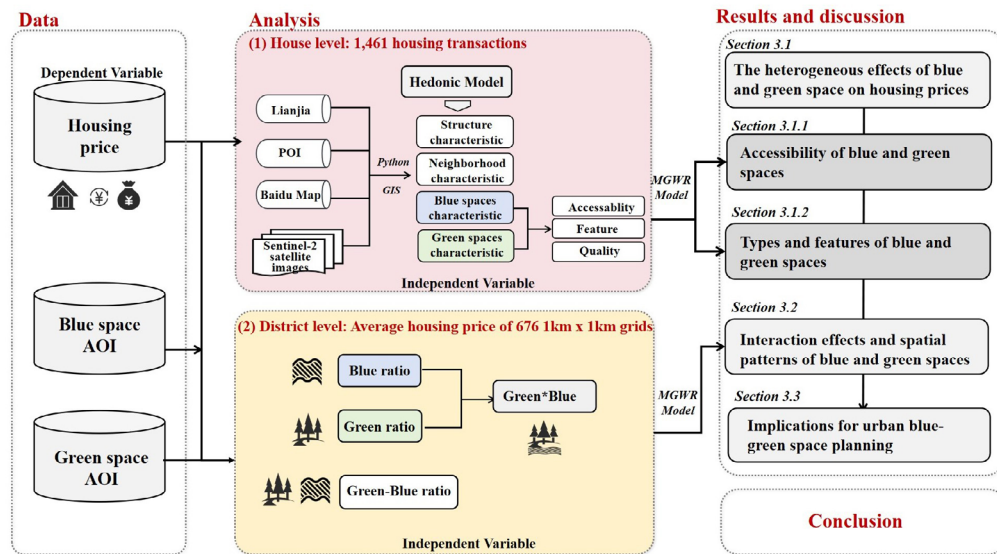 Data
Dependent Variable
Housing
price
¥
¥
Blue space
AOI
Green space
AOI
Analysis
(1) House level: 1,461 housing transactions
Lianjia
POI
Baidu Map
Sentinel-2
satellite
images
Python
GIS
Hedonic Model
Structure
characteristic
Neighborhood
characteristic
Blue spaces
characteristic
Green spaces
characteristic
Accessablity
Feature
Quality
Independent Variable
MGWR
Model
(2) District level: Average housing price of 676 1km x 1km grids
Blue ratio
Green ratio
Green*Blue
Green-Blue ratio
Independent Variable
MGWR
Model
Results and discussion
Section 3.1
The heterogeneous effects of blue
and green space on housing prices
Section 3.1.1
Accessibility of blue and green
spaces
Section 3.1.2
Types and features of blue and
green spaces
Section 3.2
Interaction effects and spatial
patterns of blue and green spaces
Section 3.3
Implications for urban blue-
green space planning
Conclusion